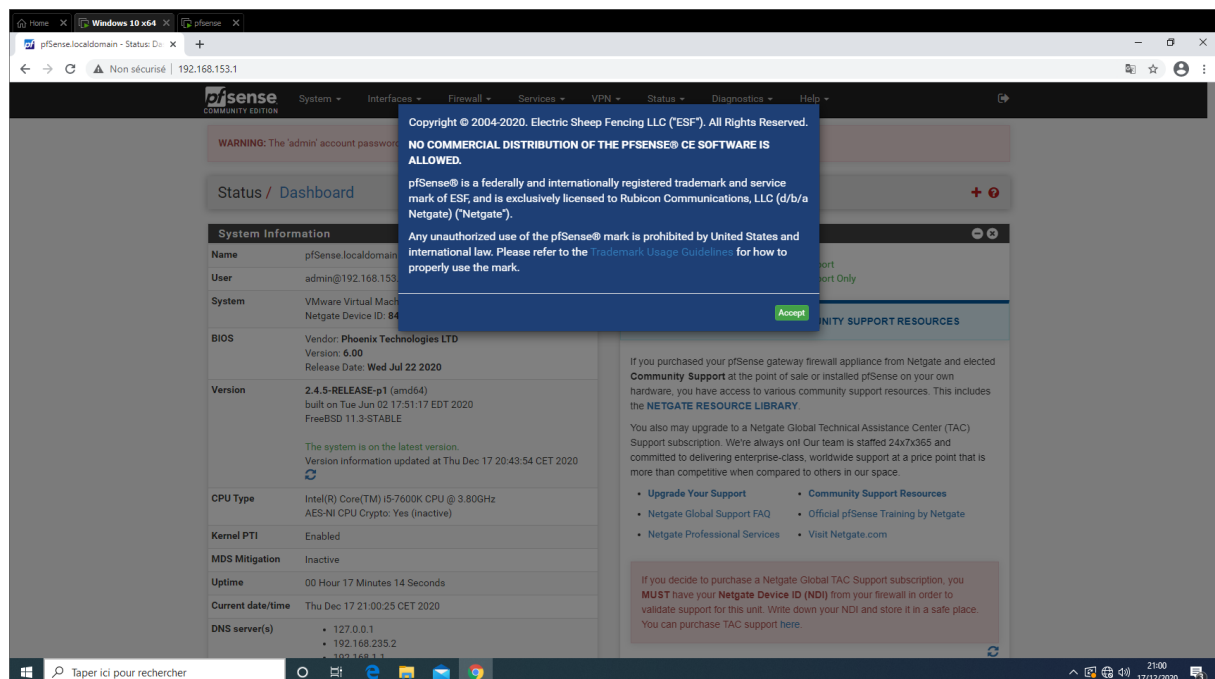 Home
Windows 10 x64
pfsense
pfSense.localdomain - Status: Da
Non sécurisé | 192.168.153.1
pfsense
COMMUNITY EDITION
System
Interfaces
Firewall
Services
VPN
Status
Diagnostics
Help
WARNING: The 'admin' account password
Copyright © 2004-2020. Electric Sheep Fencing LLC ("ESF"). All Rights Reserved.
NO COMMERCIAL DISTRIBUTION OF THE PFSENSE® CE SOFTWARE IS
ALLOWED.
pfSense® is a federally and internationally registered trademark and service
mark of ESF, and is exclusively licensed to Rubicon Communications, LLC (d/b/a
Netgate) ("Netgate").
Any unauthorized use of the pfSense® mark is prohibited by United States and
international law. Please refer to the Trademark Usage Guidelines for how to
properly use the mark.
Accept
Status / Dashboard
System Information
Name pfSense.localdomain
User admin@192.168.153.
System VMware Virtual Mach
Netgate Device ID: 84
BIOS Vendor: Phoenix Technologies LTD
Version: 6.00
Release Date: Wed Jul 22 2020
Version 2.4.5-RELEASE-p1 (amd64)
built on Tue Jun 02 17:51:17 EDT 2020
FreeBSD 11.3-STABLE
The system is on the latest version.
Version information updated at Thu Dec 17 20:43:54 CET 2020
CPU Type Intel(R) Core(TM) i5-7600K CPU @ 3.80GHz
AES-NI CPU Crypto: Yes (inactive)
Kernel PTI Enabled
MDS Mitigation Inactive
Uptime 00 Hour 17 Minutes 14 Seconds
Current date/time Thu Dec 17 21:00:25 CET 2020
DNS server(s) • 127.0.0.1
• 192.168.235.2
• 192.168.1.1
port
port Only
NITY SUPPORT RESOURCES
If you purchased your pfSense gateway firewall appliance from Netgate and elected
Community Support at the point of sale or installed pfSense on your own
hardware, you have access to various community support resources. This includes
the NETGATE RESOURCE LIBRARY.
You also may upgrade to a Netgate Global Technical Assistance Center (TAC)
Support subscription. We're always on! Our team is staffed 24x7x365 and
committed to delivering enterprise-class, worldwide support at a price point that is
more than competitive when compared to others in our space.
• Upgrade Your Support
• Community Support Resources
• Netgate Global Support FAQ
• Official pfSense Training by Netgate
• Netgate Professional Services
• Visit Netgate.com
If you decide to purchase a Netgate Global TAC Support subscription, you
MUST have your Netgate Device ID (NDI) from your firewall in order to
validate support for this unit. Write down your NDI and store it in a safe place.
You can purchase TAC support here.
Taper ici pour rechercher
21:00
17/12/2020